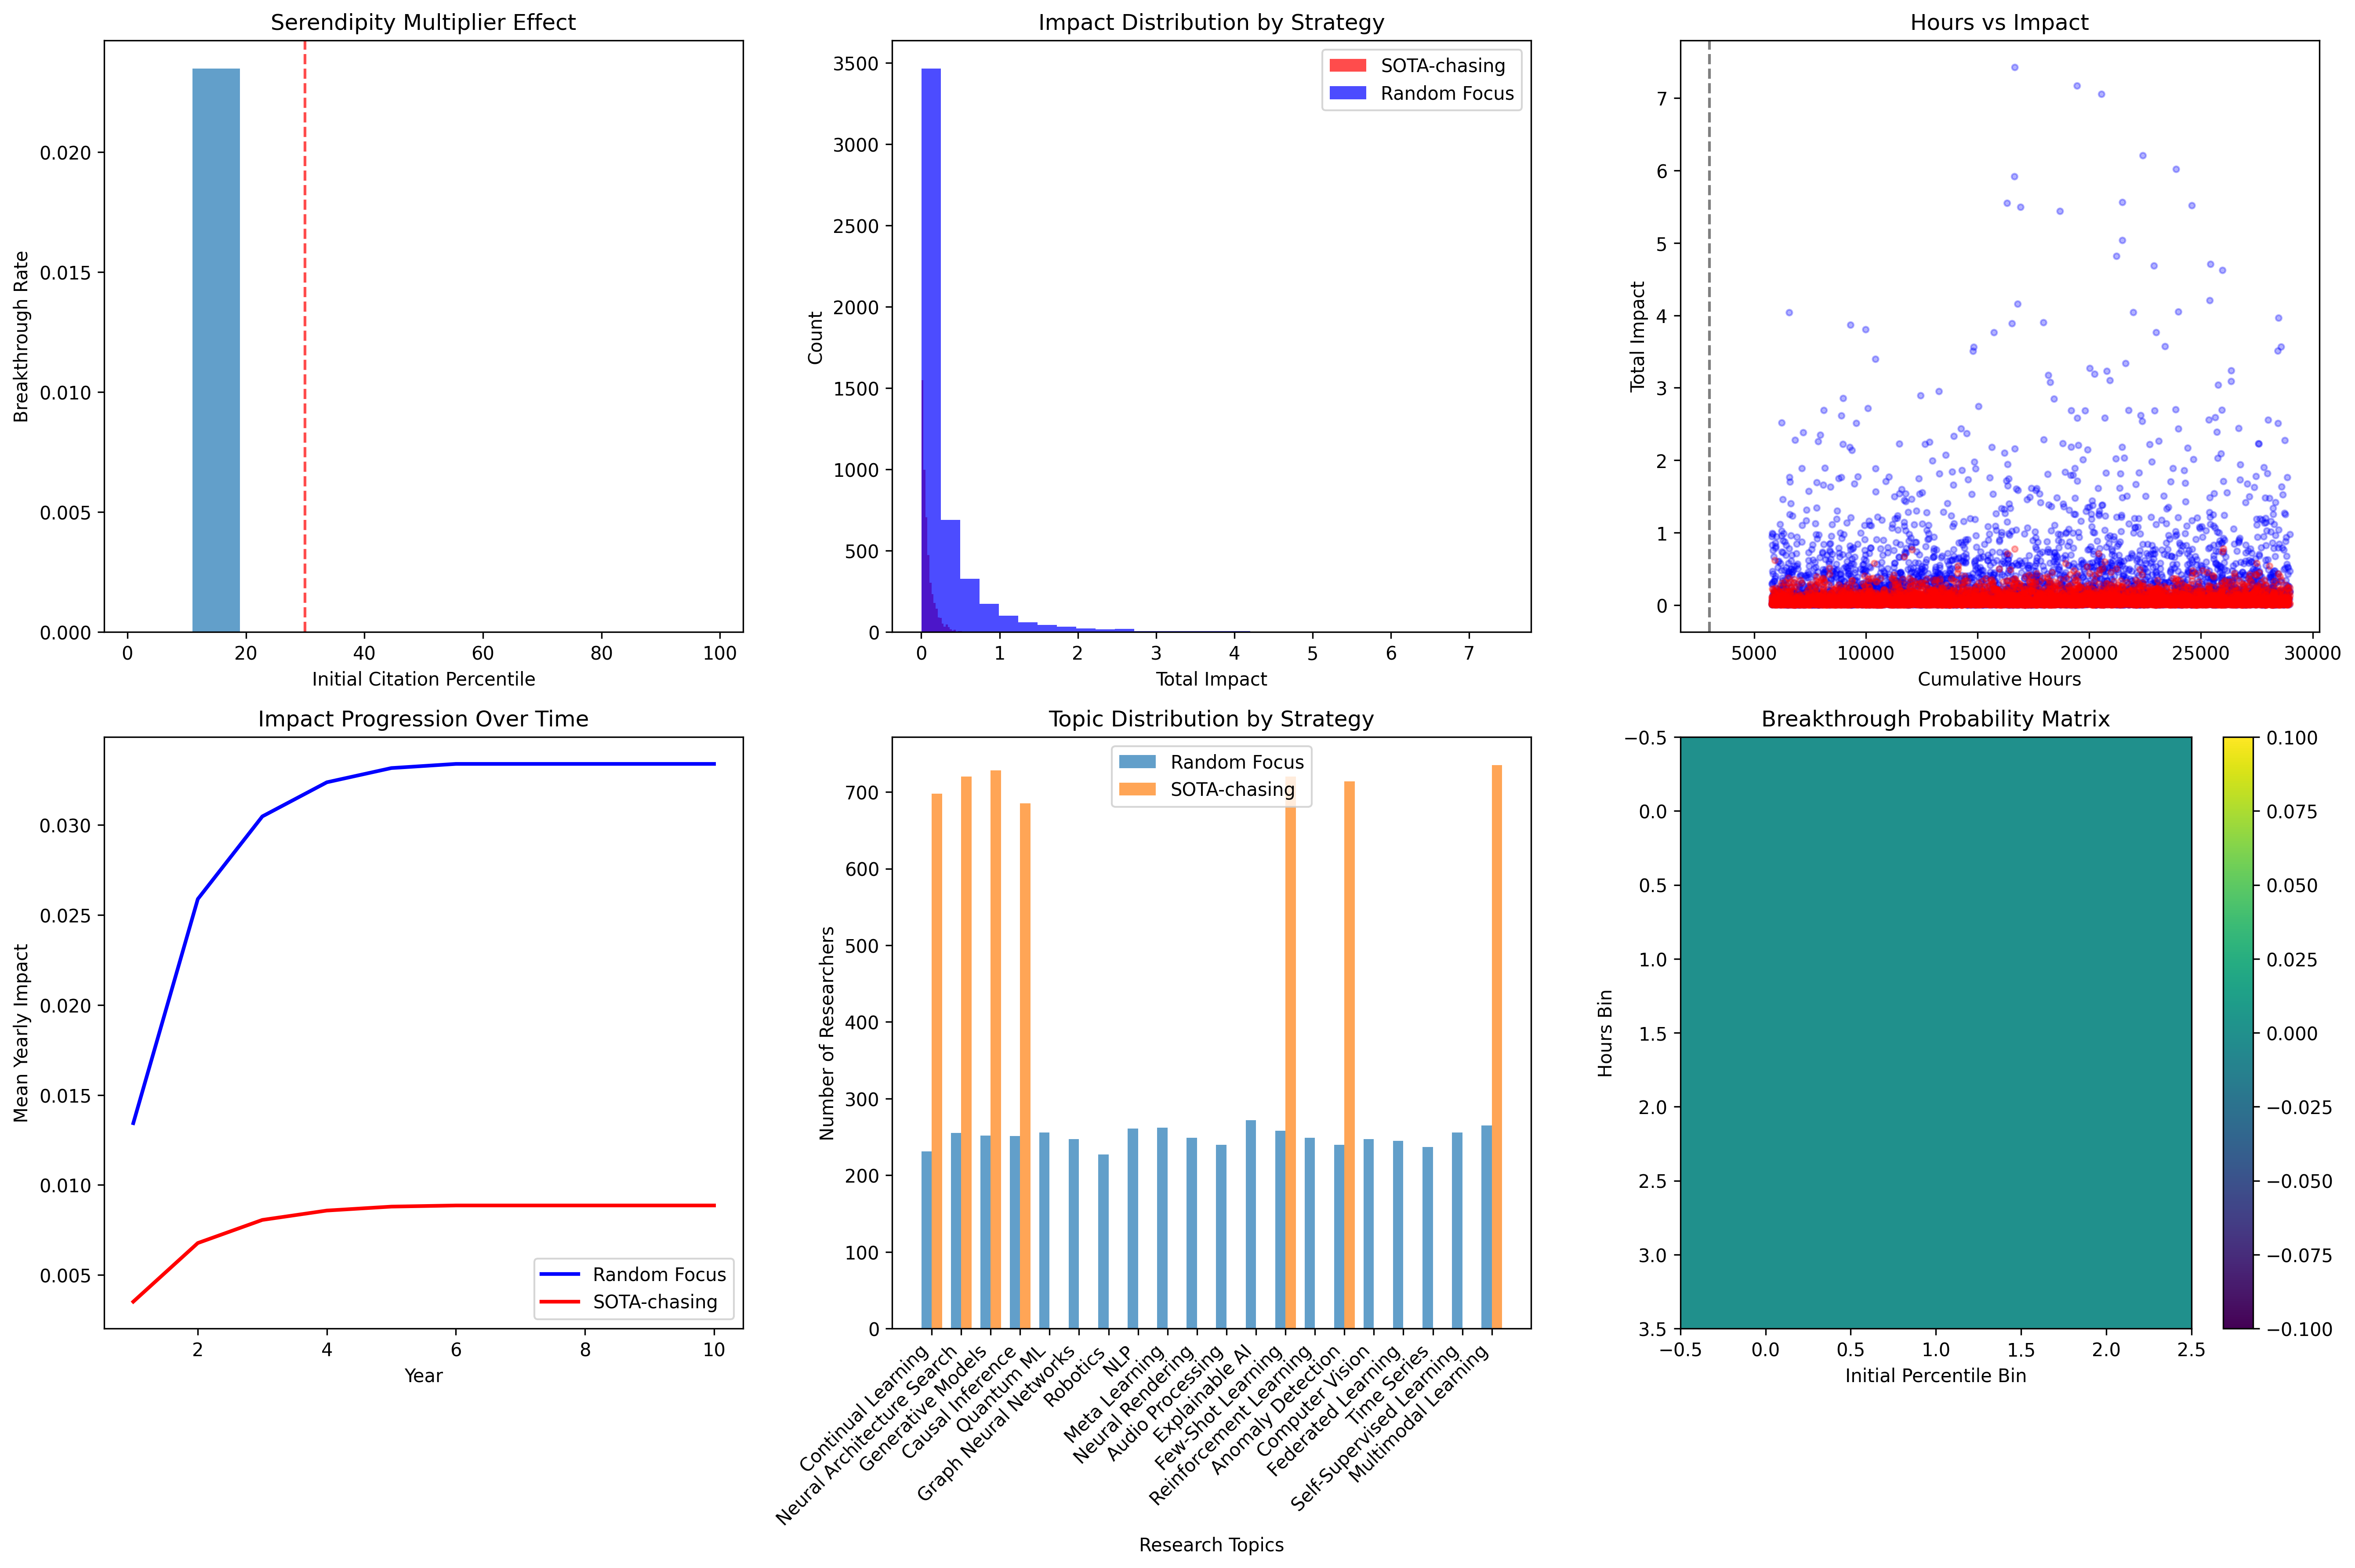 Serendipity Multiplier Effect
Breakthrough Rate
0.020
0.015
0.010
0.005
0.000
0 20 40 60 80 100
Initial Citation Percentile
Impact Distribution by Strategy
SOTA-chasing
Random Focus
Count
3500
3000
2500
2000
1500
1000
500
0
0 1 2 3 4 5 6 7
Total Impact
Hours vs Impact
Total Impact
7
6
5
4
3
2
1
0
5000 10000 15000 20000 25000 30000
Cumulative Hours
Impact Progression Over Time
Mean Yearly Impact
0.030
0.025
0.020
0.015
0.010
0.005
Random Focus
SOTA-chasing
2 4 6 8 10
Year
Topic Distribution by Strategy
Random Focus
SOTA-chasing
Number of Researchers
700
600
500
400
300
200
100
0
Continual Learning
Neural Architecture Search
Generative Models
Causal Inference
Quantum ML
Graph Neural Networks
Robotics
NLP
Meta Learning
Neural Rendering
Audio Processing
Explainable AI
Few-Shot Learning
Reinforcement Learning
Anomaly Detection
Computer Vision
Federated Learning
Time Series
Self-Supervised Learning
Multimodal Learning
Research Topics
Breakthrough Probability Matrix
Hours Bin
−0.5
0.0
0.5
1.0
1.5
2.0
2.5
3.0
3.5
−0.5 0.0 0.5 1.0 1.5 2.0 2.5
Initial Percentile Bin
0.100
0.075
0.050
0.025
0.000
−0.025
−0.050
−0.075
−0.100